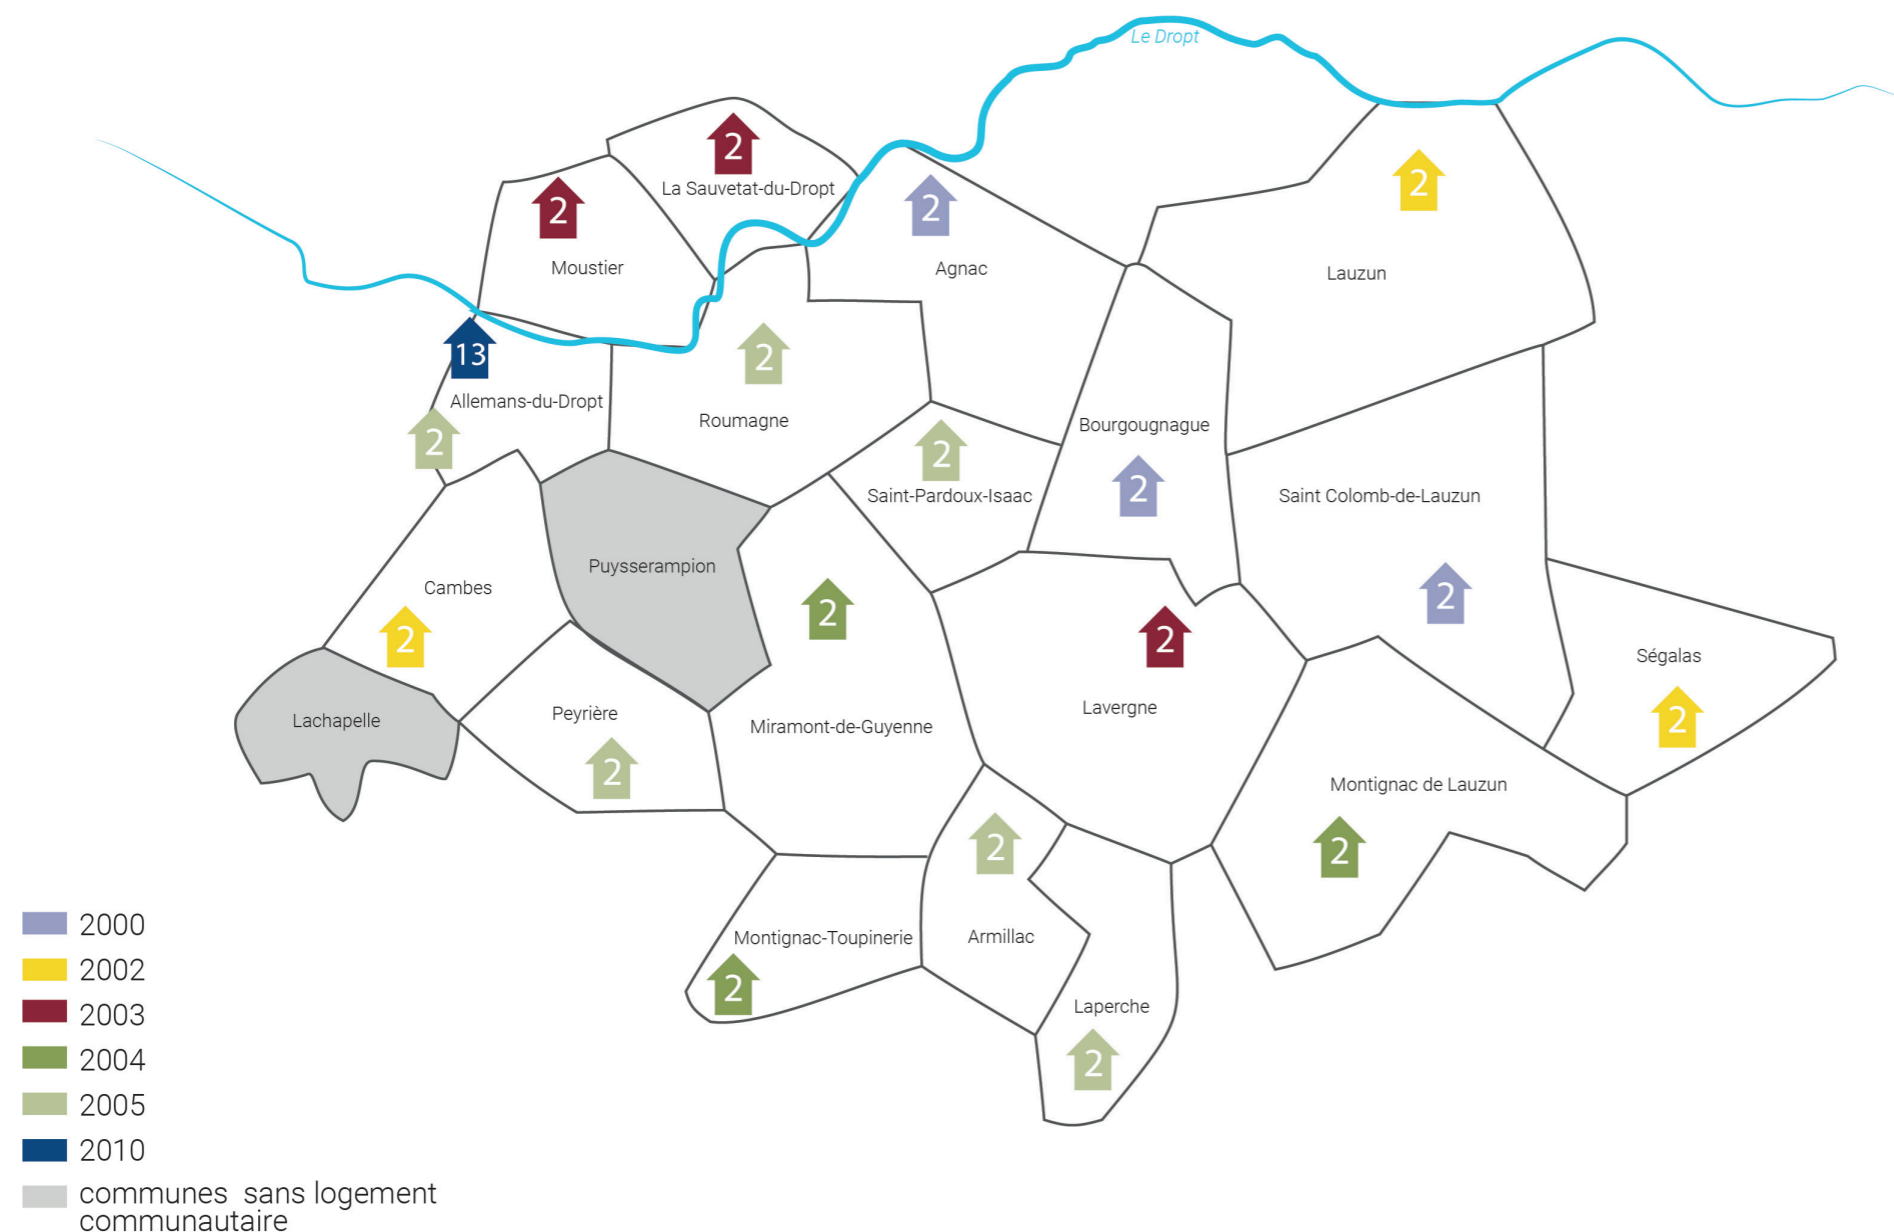 Le Dropt
2
La Sauvetat-du-Dropt
2
Moustier
2
Agnac
2
Lauzun
13
Allemans-du-Dropt
2
2
Roumagne
2
Saint-Pardoux-Isaac
Bourgougnague
2
Saint Colomb-de-Lauzun
2
Puysserampion
Cambes
2
2
Miramont-de-Guyenne
2
Lavergne
Ségalas
2
Lachapelle
Peyrière
2
Montignac de Lauzun
2
2
Armillac
Montignac-Toupinerie
2
Laperche
2
2000
2002
2003
2004
2005
2010
communes sans logement
communautaire